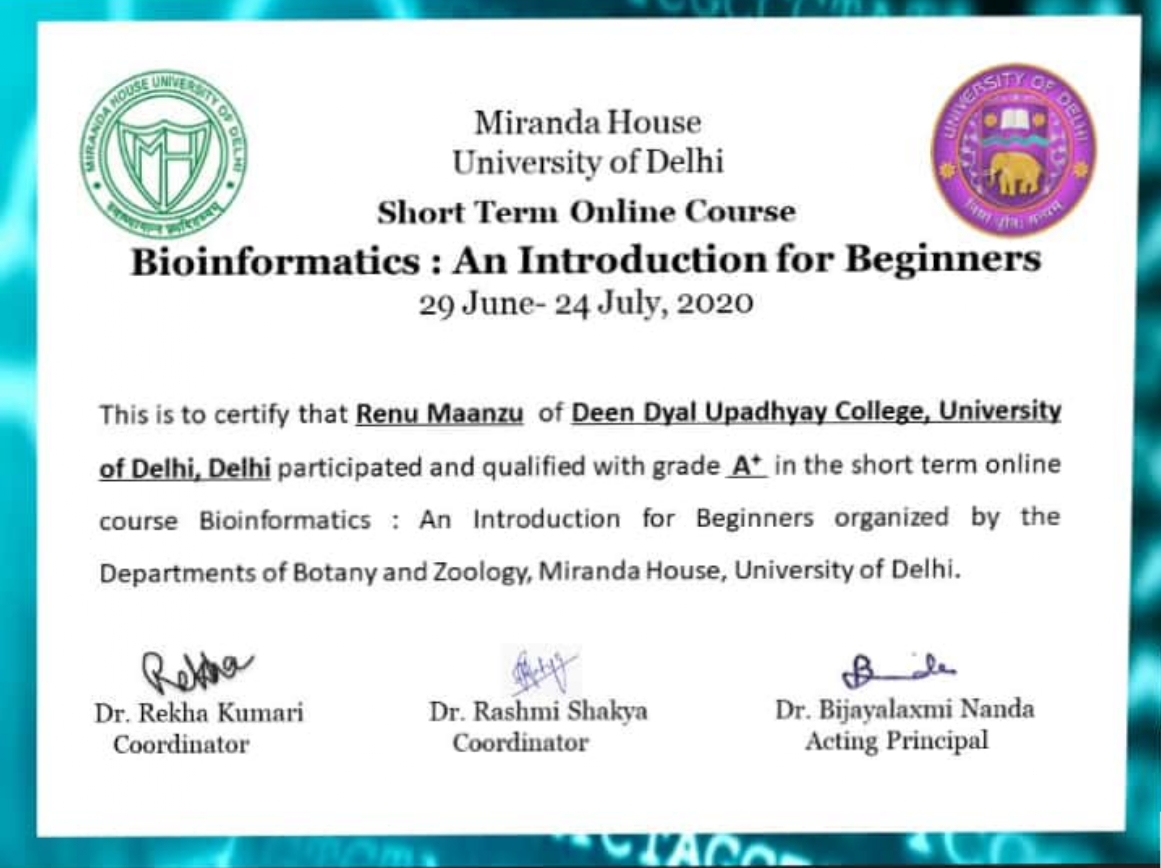 MIRANDA HOUSE UNIVERSITY OF DELHI
MH
UNIVERSITY OF DELHI
Miranda House
University of Delhi
Short Term Online Course
Bioinformatics : An Introduction for Beginners
29 June- 24 July, 2020
This is to certify that Renu Maanzu of Deen Dyal Upadhyay College, University
of Delhi, Delhi participated and qualified with grade A+ in the short term online
course Bioinformatics : An Introduction for Beginners organized by the
Departments of Botany and Zoology, Miranda House, University of Delhi.
Rekha
Dr. Rekha Kumari
Coordinator
Dr. Rashmi Shakya
Coordinator
Dr. Bijayalaxmi Nanda
Acting Principal